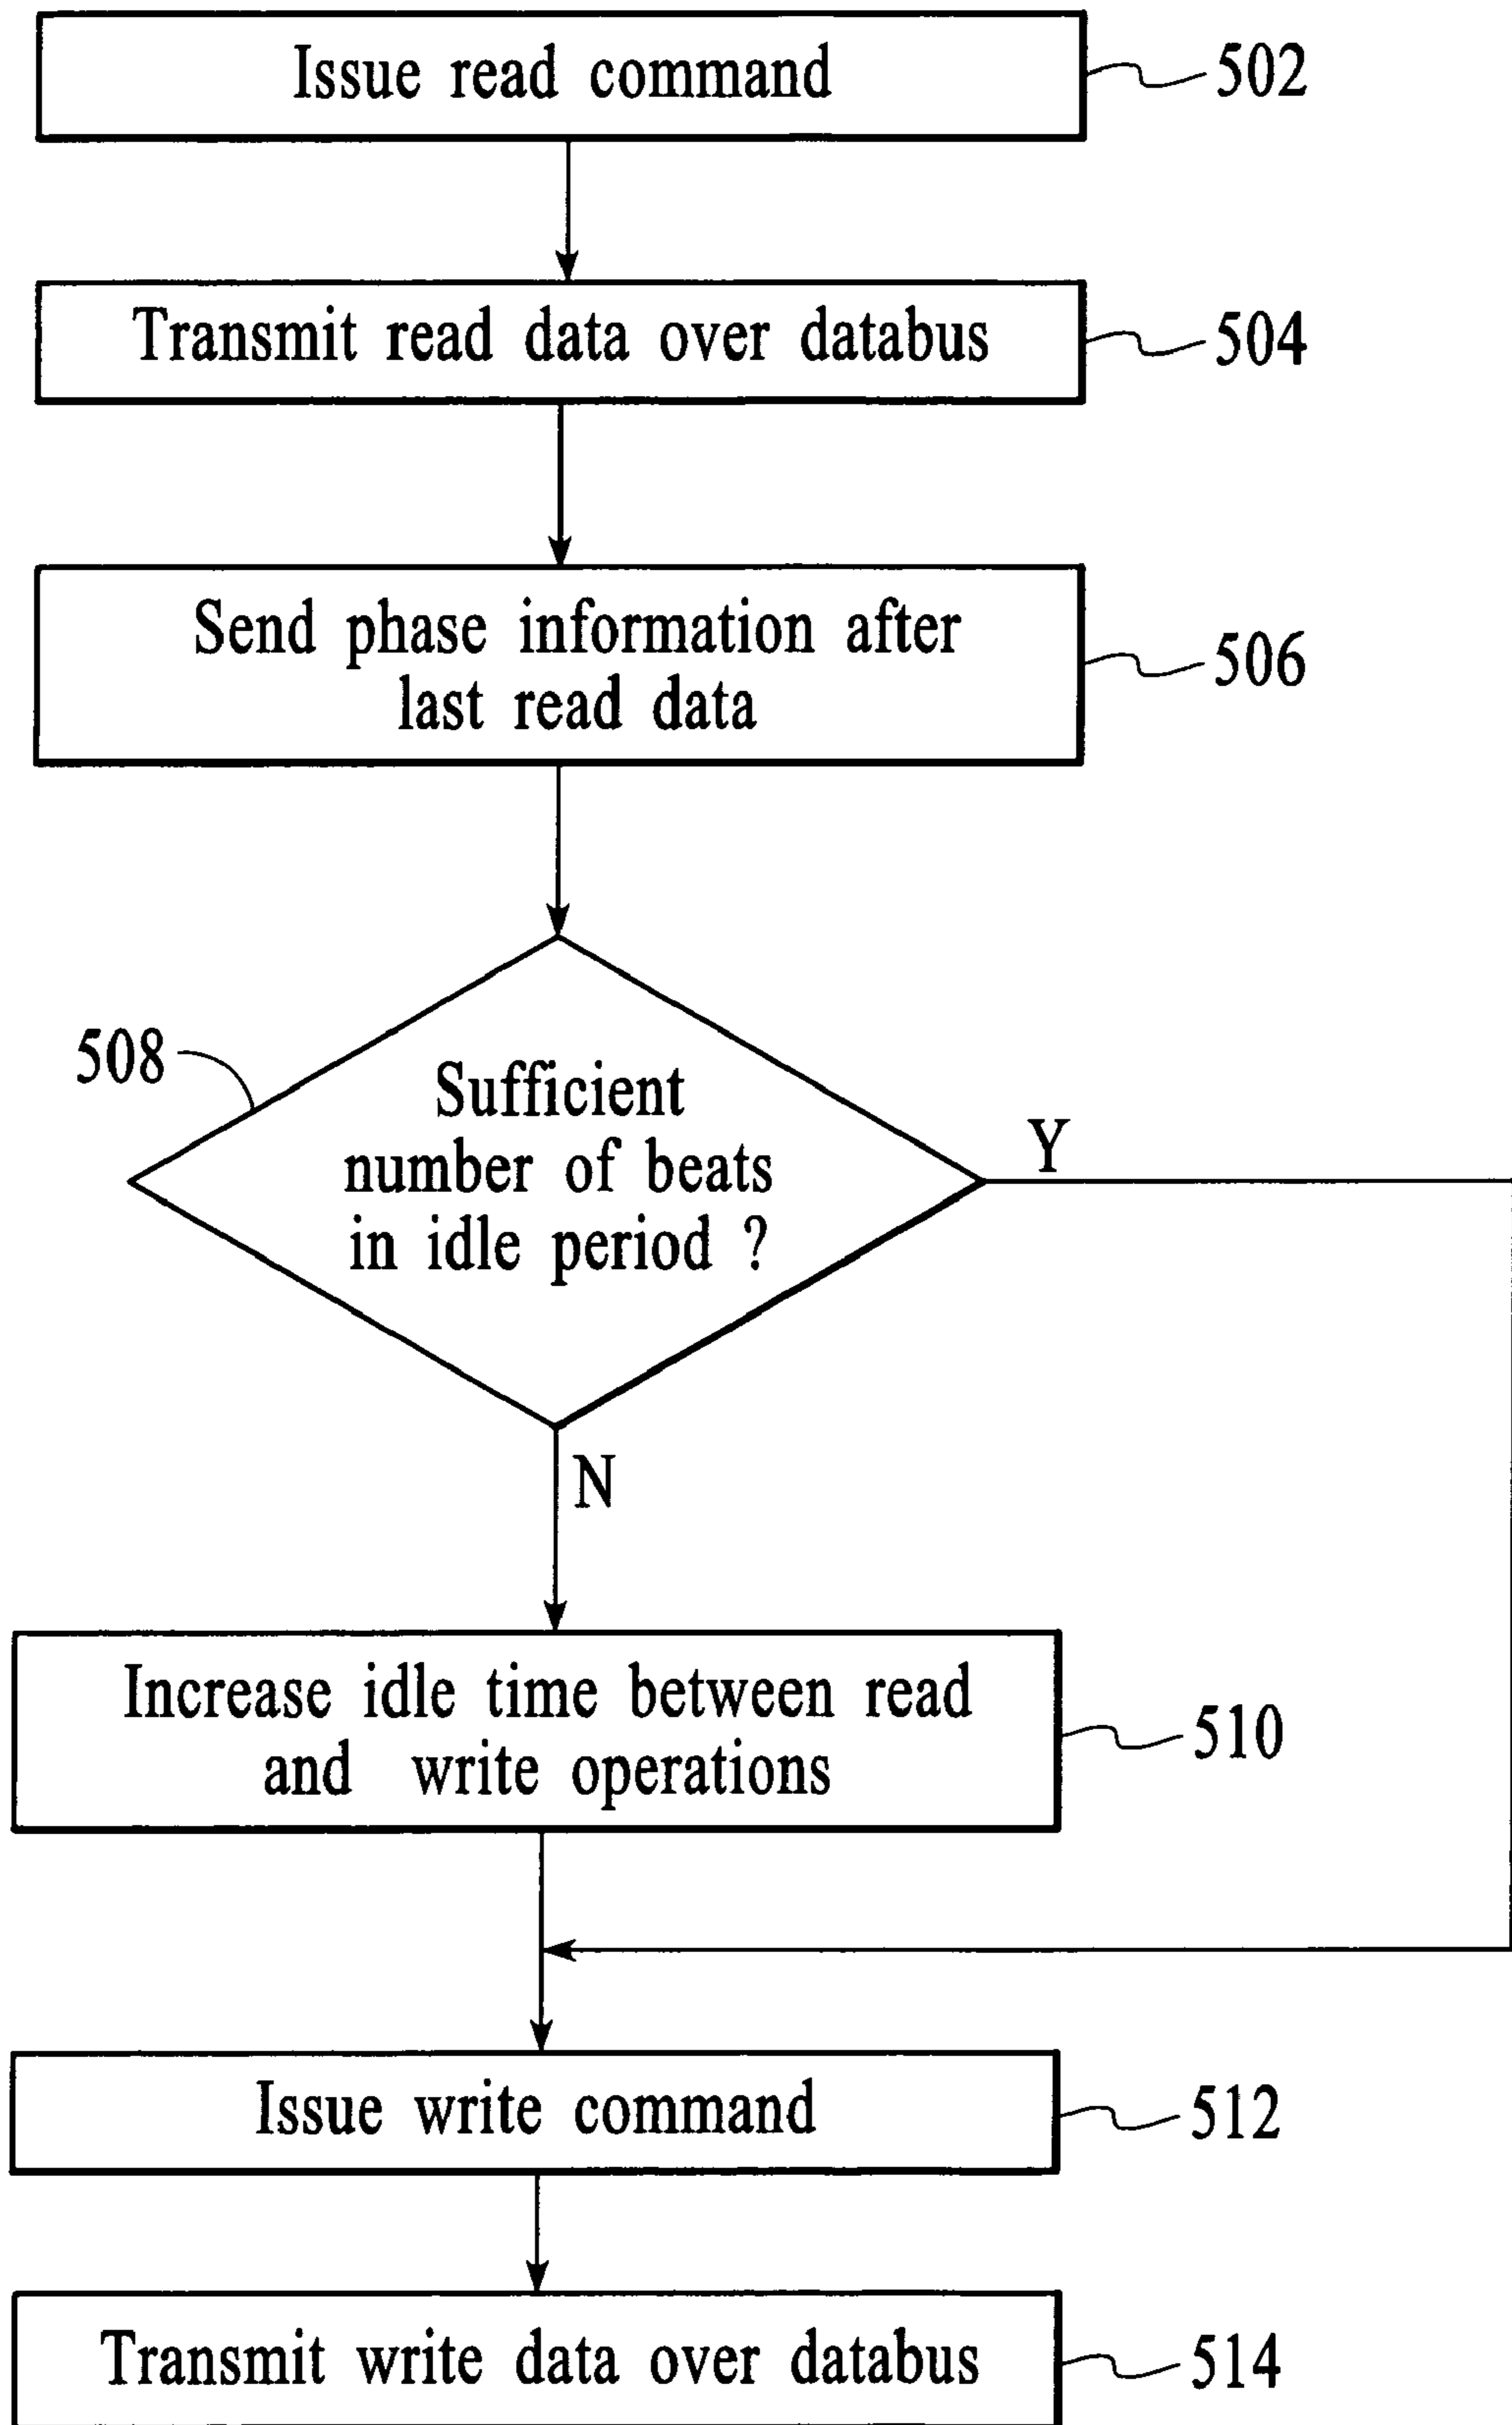 Issue read command
502
Transmit read data over databus
504
Send phase information after
last read data
506
508
Sufficient
number of beats
in idle period ?
Y
N
Increase idle time between read
and write operations
510
Issue write command
512
Transmit write data over databus
514